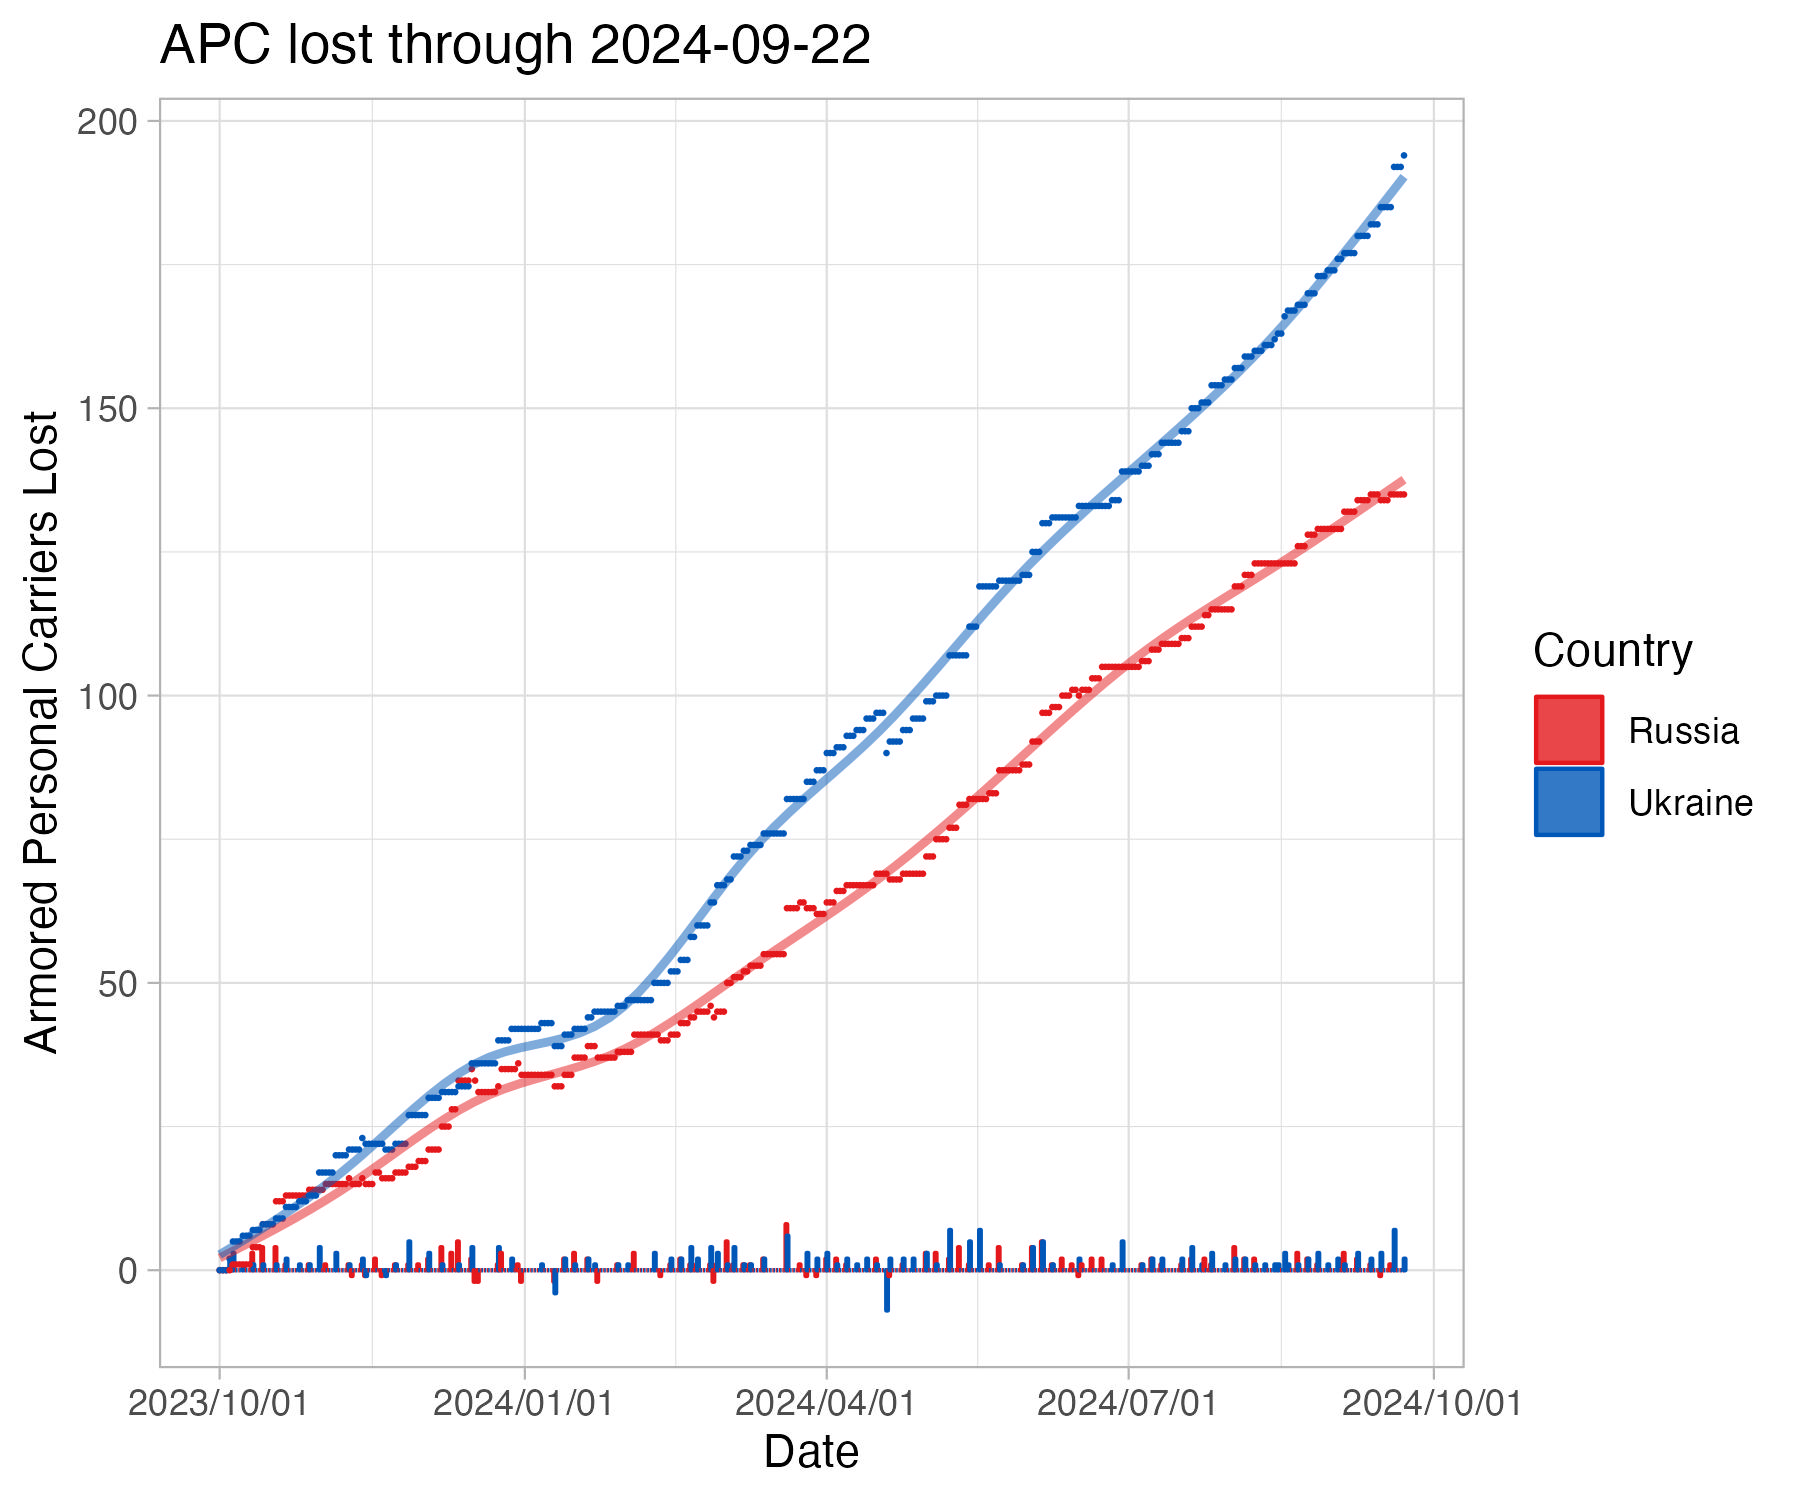 APC lost through 2024-09-22
Armored Personal Carriers Lost
200
150
100
50
0
2023/10/01
2024/01/01
2024/04/01
2024/07/01
2024/10/01
Date
Country
Russia
Ukraine